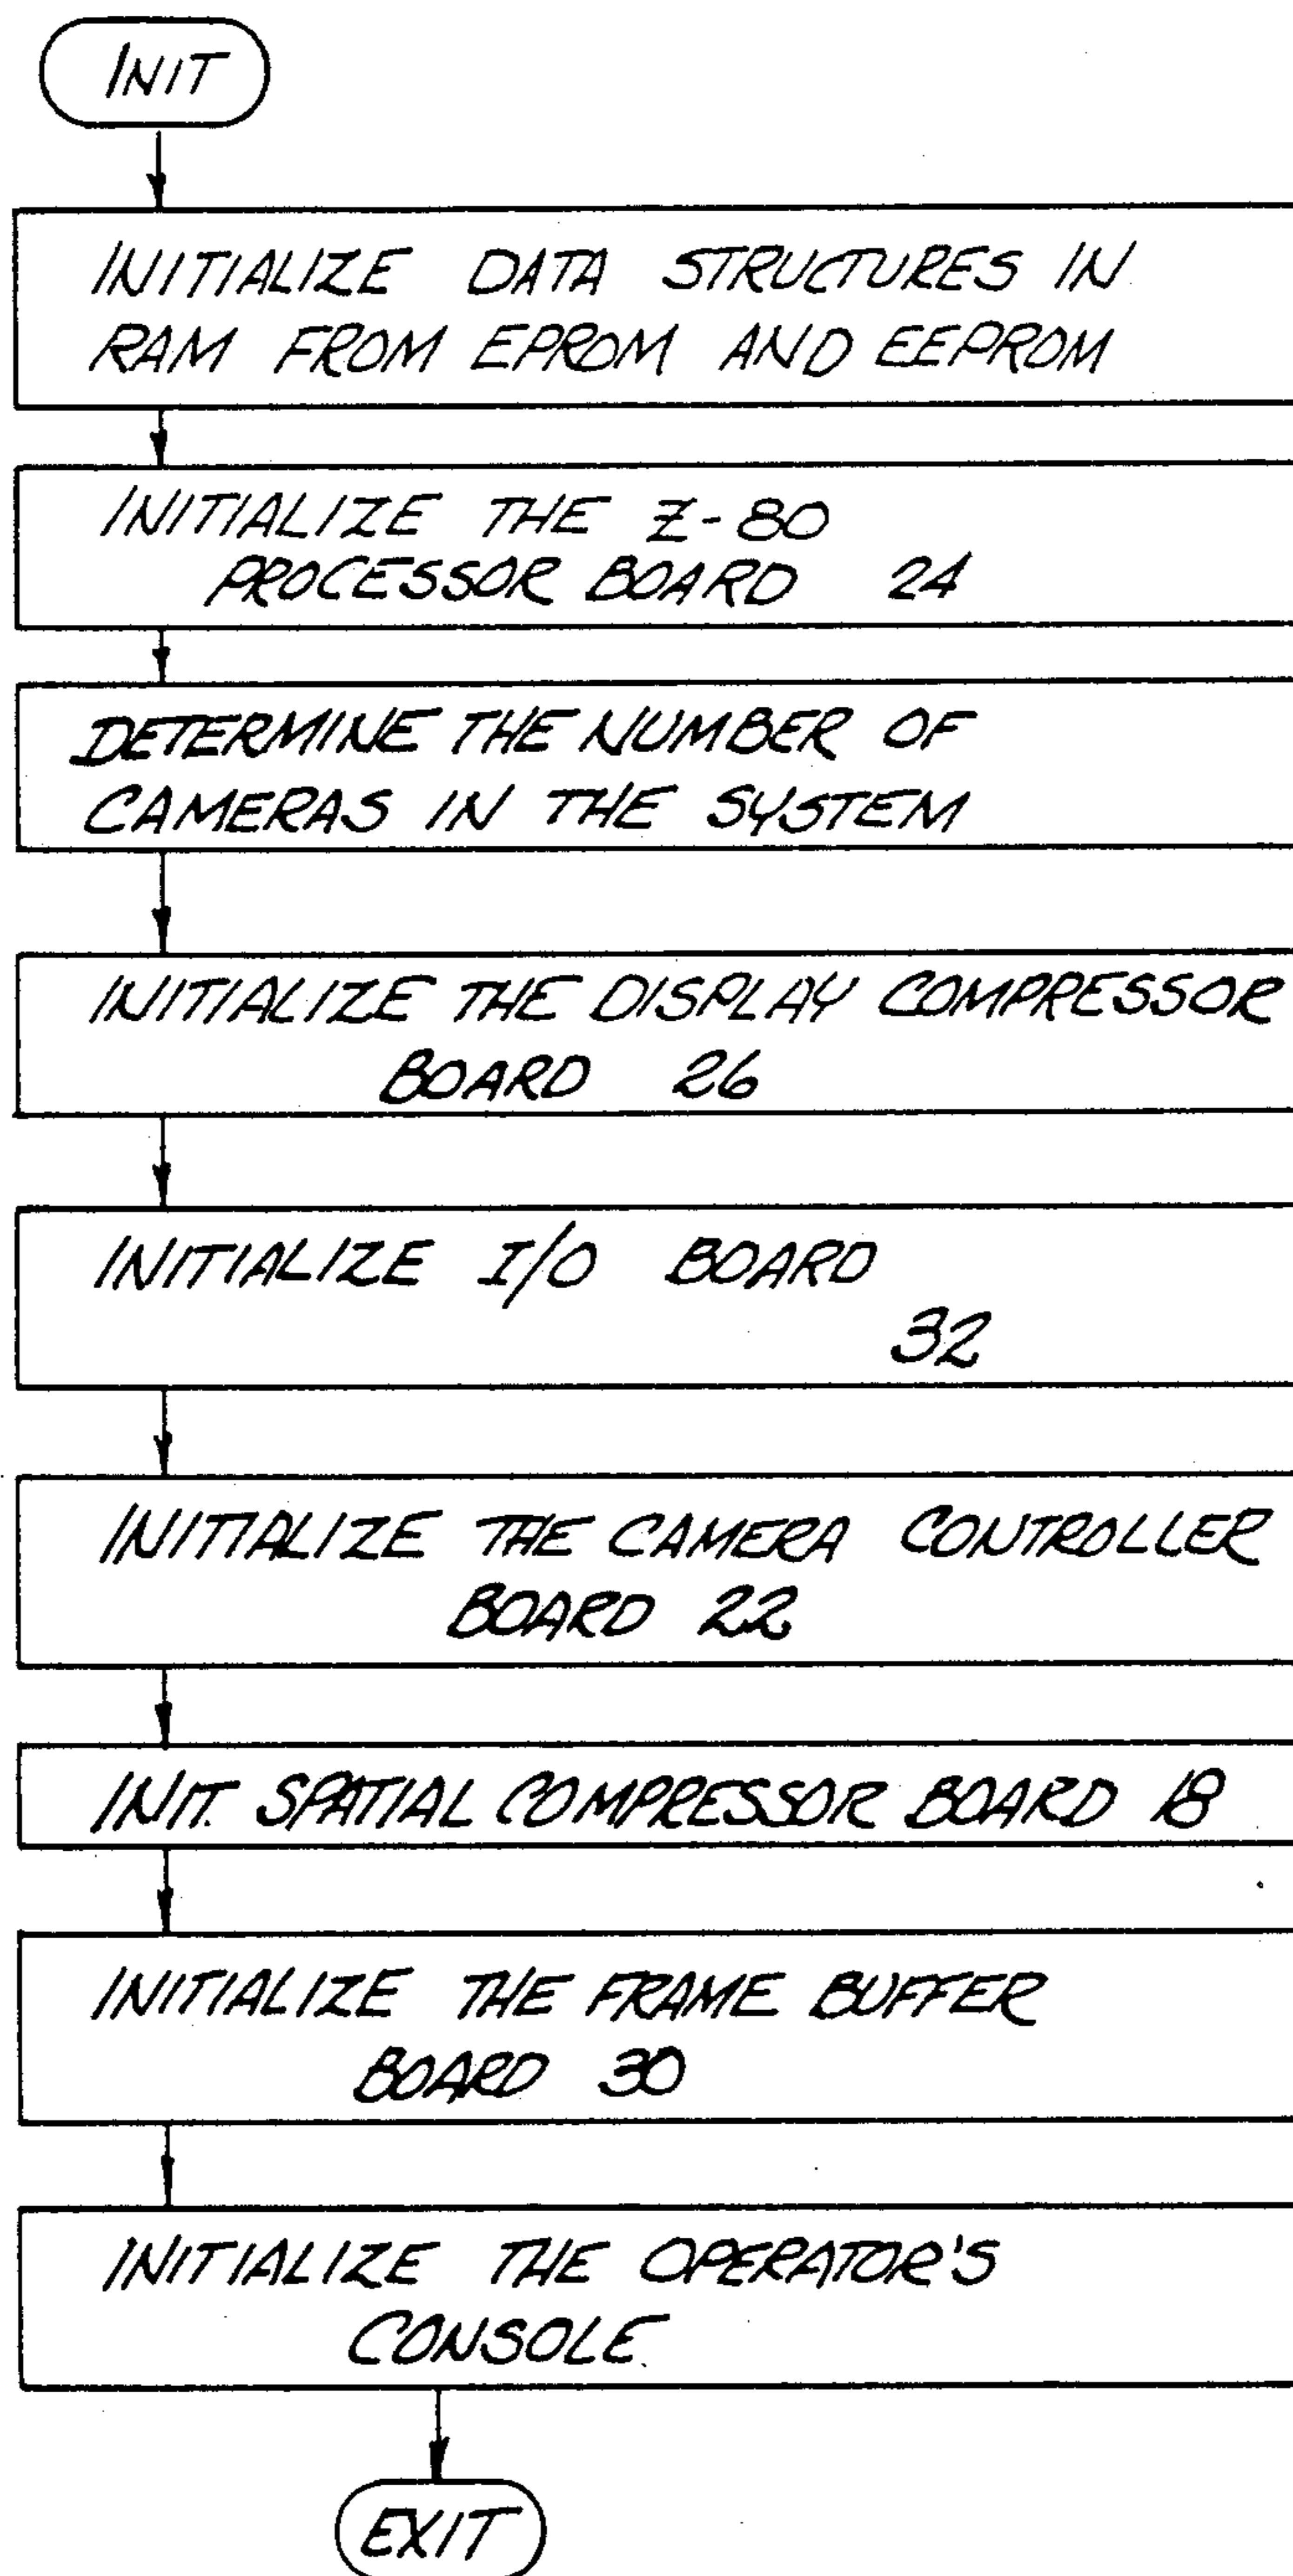 INIT
INITIALIZE DATA STRUCTURES IN
RAM FROM EPROM AND EEPROM
INITIALIZE THE Z-80
PROCESSOR BOARD 24
DETERMINE THE NUMBER OF
CAMERAS IN THE SYSTEM
INITIALIZE THE DISPLAY COMPRESSOR
BOARD 26
INITIALIZE I/O BOARD
32
INITIALIZE THE CAMERA CONTROLLER
BOARD 22
INIT. SPATIAL COMPRESSOR BOARD 18
INITIALIZE THE FRAME BUFFER
BOARD 30
INITIALIZE THE OPERATOR'S
CONSOLE
EXIT